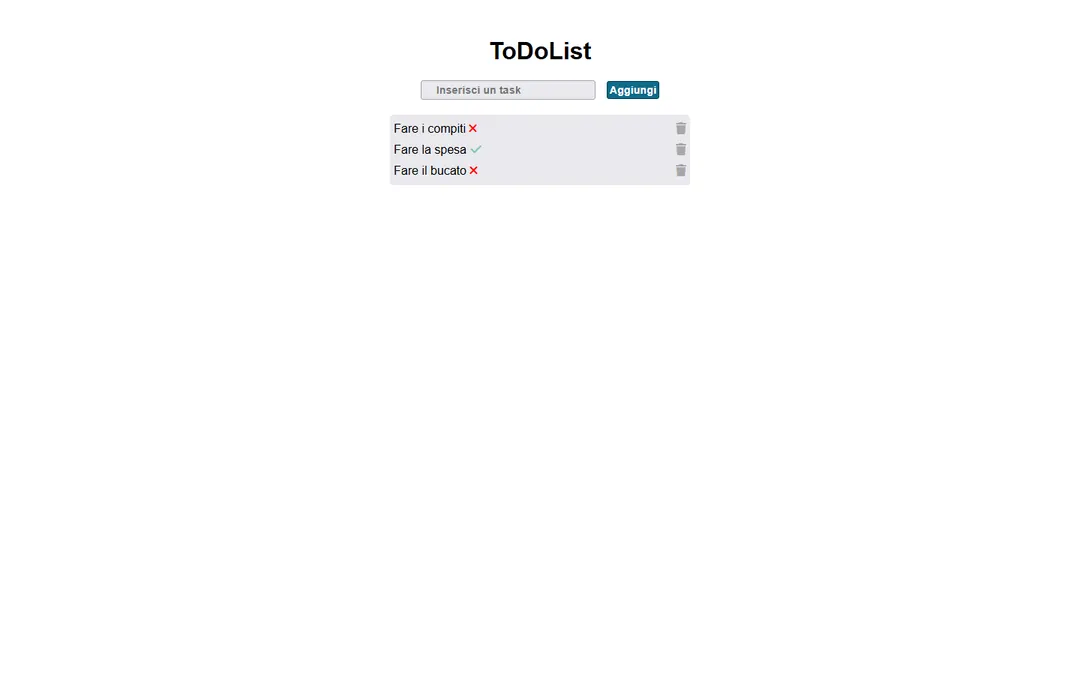 ToDoList
Inserisci un task Aggiungi
Fare i compiti
Fare la spesa
Fare il bucato